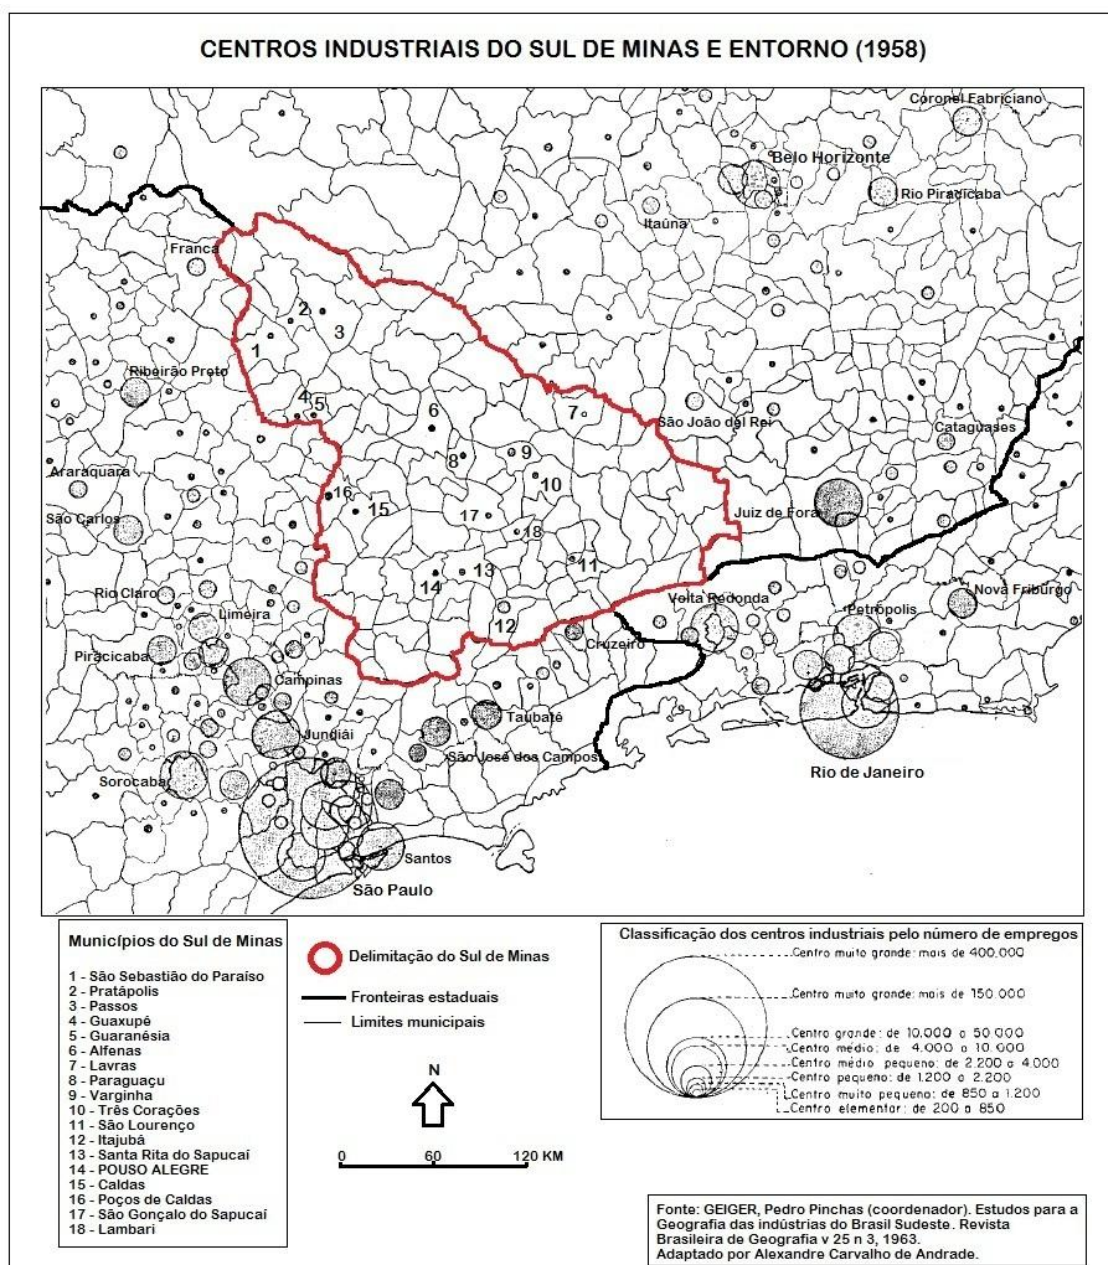 CENTROS INDUSTRIAIS DO SUL DE MINAS E ENTORNO (1958)
Coronel Fabriciano
Belo Horizonte
Rio Piracicaba
Itaúna
Franca
2
3
1
Ribeirão Preto
4
5
6
7
São João del Rei
Cataguases
8
9
Araraquara
10
16
15
São Carlos
17
Juiz de Fora
18
11
14
13
Rio Claro
Volta Redonda
Nova Friburgo
Limeira
Petrópolis
12
Cruzeiro
Piracicaba
Campinas
Taubaté
Jundiái
São José dos Campos
Sorocaba
Rio de Janeiro
Santos
São Paulo
Municípios do Sul de Minas
1 - São Sebastião do Paraíso
2 - Pratápolis
3 - Passos
4 - Guaxupé
5 - Guaranésia
6 - Alfenas
7 - Lavras
8 - Paraguaçu
9 - Varginha
10 - Três Corações
11 - São Lourenço
12 - Itajubá
13 - Santa Rita do Sapucaí
14 - POUSO ALEGRE
15 - Caldas
16 - Poços de Caldas
17 - São Gonçalo do Sapucaí
18 - Lambari
Delimitação do Sul de Minas
Fronteiras estaduais
Limites municipais
N
0 60 120 KM
Classificação dos centros industriais pelo número de empregos
Centro muito grande: mais de 400.000
Centro muito grande: mais de 150.000
Centro grande: de 10.000 a 50.000
Centro médio: de 4.000 a 10.000
Centro médio pequeno: de 2.200 a 4.000
Centro pequeno: de 1.200 a 2.200
Centro muito pequeno: de 850 a 1.200
Centro elementar: de 200 a 850
Fonte: GEIGER, Pedro Pinchas (coordenador). Estudos para a
Geografia das indústrias do Brasil Sudeste. Revista
Brasileira de Geografia v 25 n 3, 1963.
Adaptado por Alexandre Carvalho de Andrade.